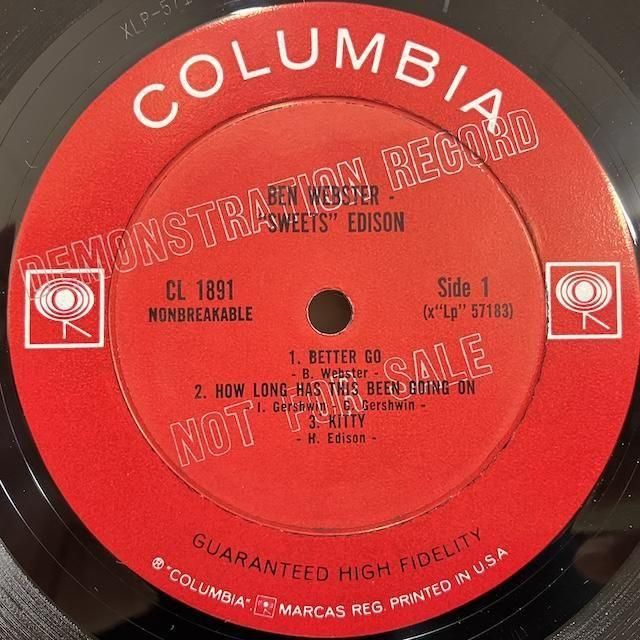 XLP-571
COLUMBIA
DEMONSTRATION RECORD
BEN WEBSTER -
"SWEETS" EDISON
CL 1891
NONBREAKABLE
Side 1
(x"Lp" 57183)
1. BETTER GO
- B. Webster -
2. HOW LONG HAS THIS BEEN GOING ON
- I. Gershwin - G. Gershwin -
3. KITTY
- H. Edison -
NOT FOR SALE
GUARANTEED HIGH FIDELITY
® "COLUMBIA", MARCAS REG. PRINTED IN U.S.A